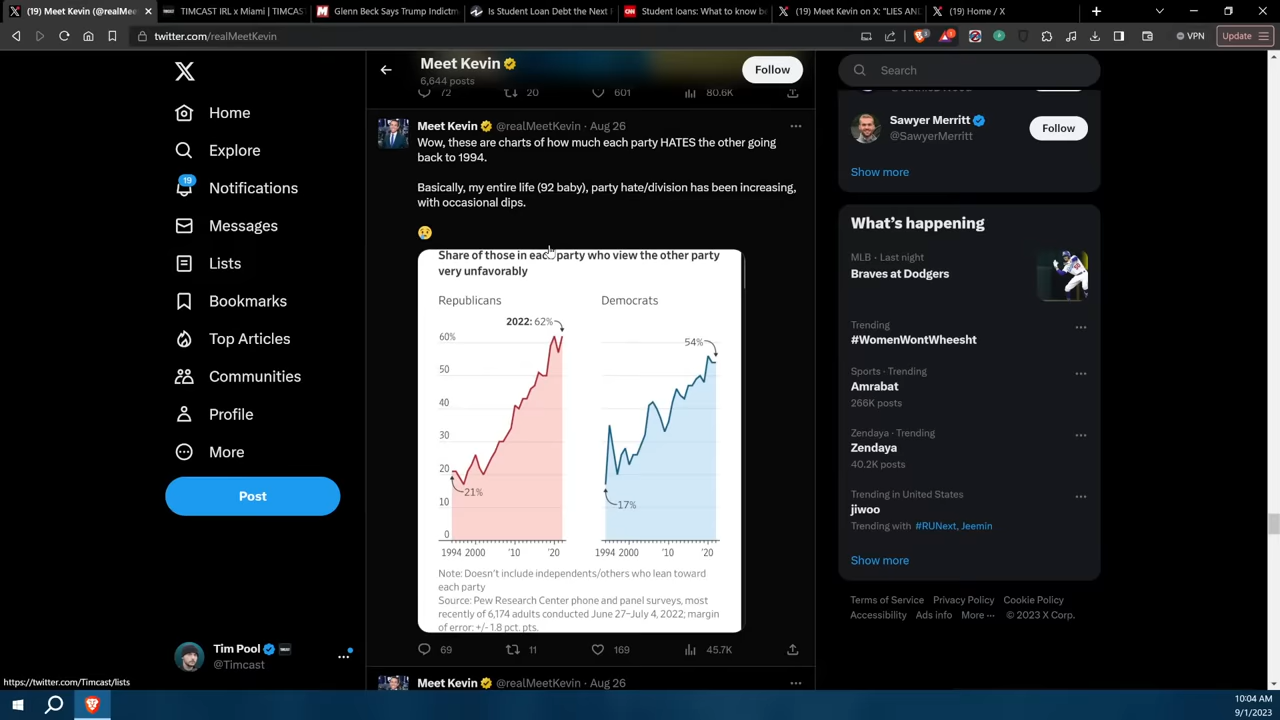 (19) Meet Kevin (@realMe
TIMCAST IRL x Miami | TIMCAS
Glenn Beck Says Trump Indictm
Is Student Loan Debt the Next
Student loans: What to know be
(19) Meet Kevin on X: "LIES AND
(19) Home / X
twitter.com/realMeetKevin
VPN
Update
Home
Explore
19
Notifications
Messages
Lists
Bookmarks
Top Articles
Communities
Profile
More
Post
Tim Pool
@Timcast
Meet Kevin
6,644 posts
Follow
72
20
601
80.6K
Meet Kevin @realMeetKevin · Aug 26
Wow, these are charts of how much each party HATES the other going
back to 1994.
Basically, my entire life (92 baby), party hate/division has been increasing,
with occasional dips.
Share of those in each party who view the other party
very unfavorably
Republicans
Democrats
2022: 62%
54%
60%
50
40
30
20
10
0
21%
17%
1994 2000 '10 '20
1994 2000 '10 '20
Note: Doesn't include independents/others who lean toward
each party
Source: Pew Research Center phone and panel surveys, most
recently of 6,174 adults conducted June 27-July 4, 2022; margin
of error: +/- 1.8 pct. pts.
69
11
169
45.7K
Meet Kevin @realMeetKevin · Aug 26
Search
Sawyer Merritt
@SawyerMerritt
Follow
Show more
What's happening
MLB · Last night
Braves at Dodgers
Trending
#WomenWontWheesht
Sports · Trending
Amrabat
266K posts
Zendaya · Trending
Zendaya
40.2K posts
Trending in United States
jiwoo
Trending with #RUNext, Jeemin
Show more
Terms of Service Privacy Policy Cookie Policy
Accessibility Ads info More ··· © 2023 X Corp.
https://twitter.com/Timcast/lists
10:04 AM
9/1/2023